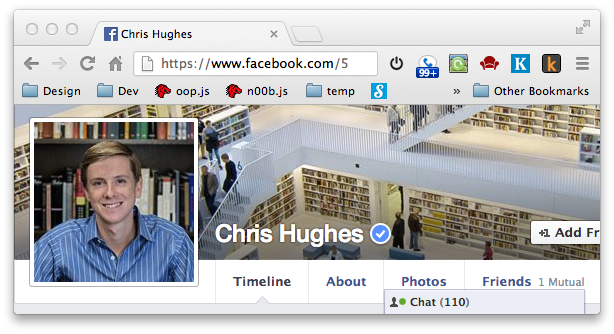 Chris Hughes
https://www.facebook.com/5
99+
K
k
Design Dev oop.js n00b.js temp » Other Bookmarks
Chris Hughes
+1 Add Fr
Timeline About Photos Friends 1 Mutual
Chat (110)